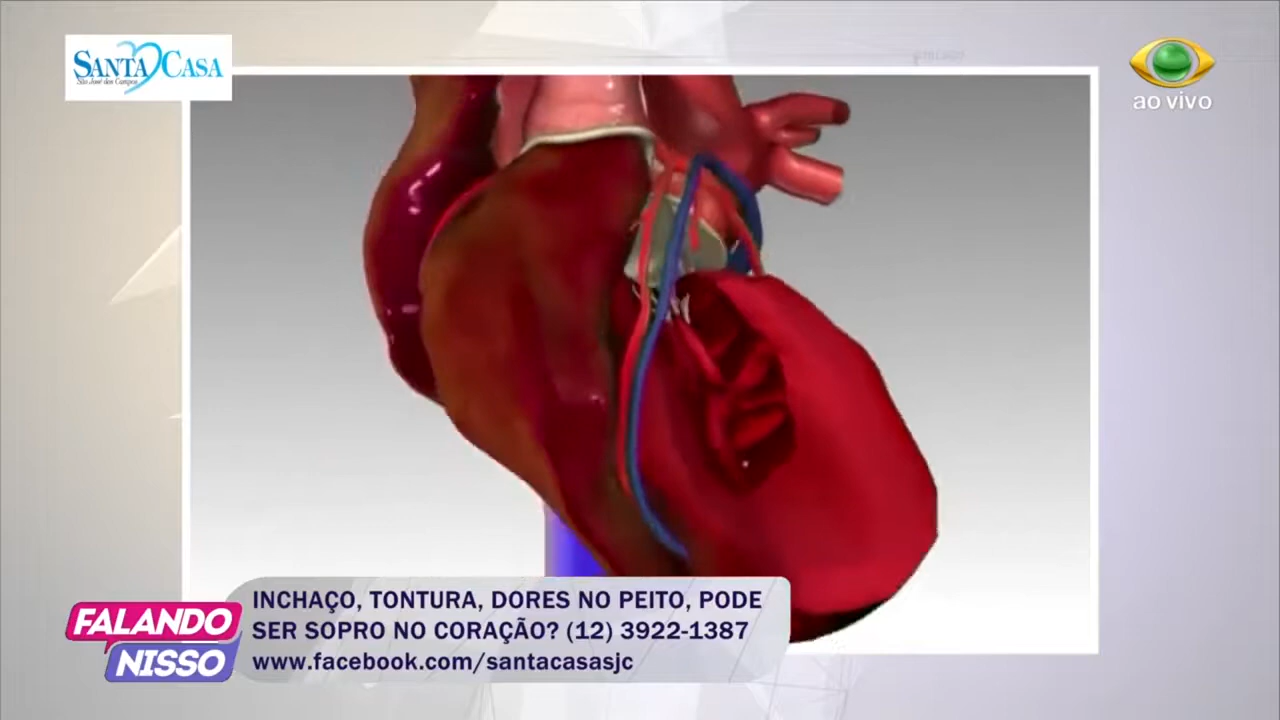 SANTA CASA
São José dos Campos
ao vivo
FALANDO
NISSO
INCHAÇO, TONTURA, DORES NO PEITO, PODE
SER SOPRO NO CORAÇÃO? (12) 3922-1387
www.facebook.com/santacasasjc